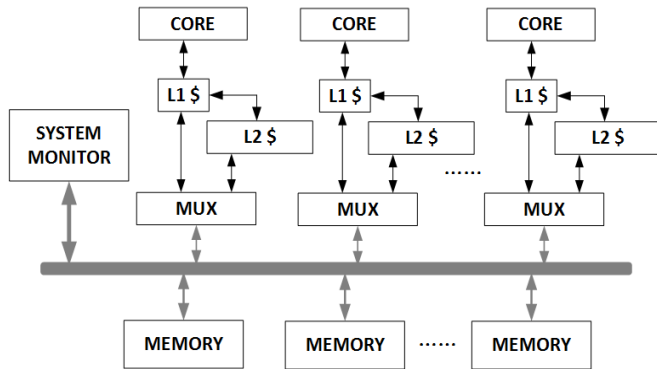 CORE CORE CORE
L1 $ L1 $ L1 $
SYSTEM
MONITOR
L2 $ L2 $ L2 $
......
MUX MUX MUX
MEMORY MEMORY ...... MEMORY